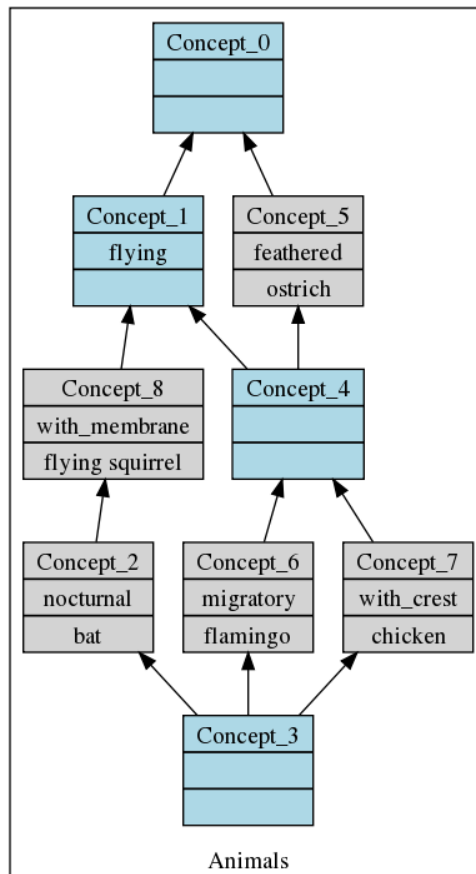 Concept_0
Concept_1
flying
Concept_5
feathered
ostrich
Concept_8
with_membrane
flying squirrel
Concept_4
Concept_2
nocturnal
bat
Concept_6
migratory
flamingo
Concept_7
with_crest
chicken
Concept_3
Animals